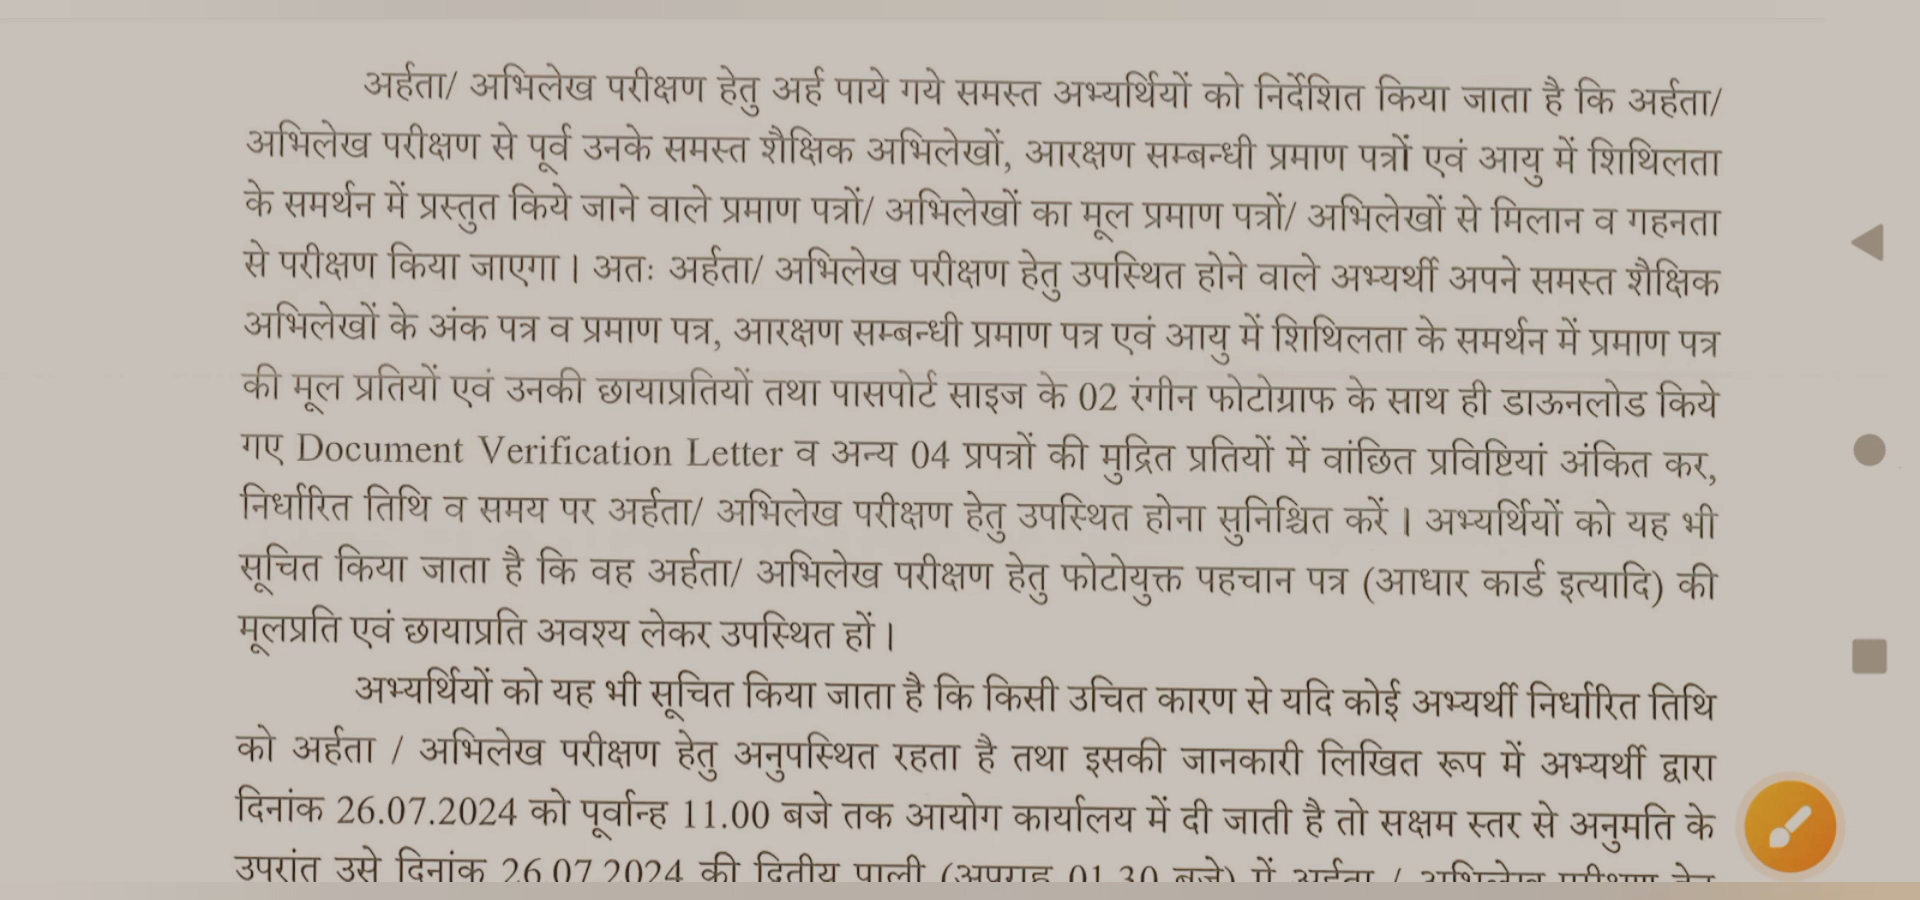 अर्हता/ अभिलेख परीक्षण हेतु अर्ह पाये गये समस्त अभ्यर्थियों को निर्देशित किया जाता है कि अर्हता/
अभिलेख परीक्षण से पूर्व उनके समस्त शैक्षिक अभिलेखों, आरक्षण सम्बन्धी प्रमाण पत्रों एवं आयु में शिथिलता
के समर्थन में प्रस्तुत किये जाने वाले प्रमाण पत्रों/ अभिलेखों का मूल प्रमाण पत्रों/ अभिलेखों से मिलान व गहनता
से परीक्षण किया जाएगा। अतः अर्हता/ अभिलेख परीक्षण हेतु उपस्थित होने वाले अभ्यर्थी अपने समस्त शैक्षिक
अभिलेखों के अंक पत्र व प्रमाण पत्र, आरक्षण सम्बन्धी प्रमाण पत्र एवं आयु में शिथिलता के समर्थन में प्रमाण पत्र
की मूल प्रतियों एवं उनकी छायाप्रतियों तथा पासपोर्ट साइज के 02 रंगीन फोटोग्राफ के साथ ही डाऊनलोड किये
गए Document Verification Letter व अन्य 04 प्रपत्रों की मुद्रित प्रतियों में वांछित प्रविष्टियां अंकित कर,
निर्धारित तिथि व समय पर अर्हता/ अभिलेख परीक्षण हेतु उपस्थित होना सुनिश्चित करें। अभ्यर्थियों को यह भी
सूचित किया जाता है कि वह अर्हता/ अभिलेख परीक्षण हेतु फोटोयुक्त पहचान पत्र (आधार कार्ड इत्यादि) की
मूलप्रति एवं छायाप्रति अवश्य लेकर उपस्थित हों।
अभ्यर्थियों को यह भी सूचित किया जाता है कि किसी उचित कारण से यदि कोई अभ्यर्थी निर्धारित तिथि
को अर्हता / अभिलेख परीक्षण हेतु अनुपस्थित रहता है तथा इसकी जानकारी लिखित रूप में अभ्यर्थी द्वारा
दिनांक 26.07.2024 को पूर्वान्ह 11.00 बजे तक आयोग कार्यालय में दी जाती है तो सक्षम स्तर से अनुमति के
उपरांत उसे दिनांक 26.07.2024 की द्वितीय पाली (अपराह्न 01.30 बजे) में अर्हता / अभिलेख परीक्षण हेतु